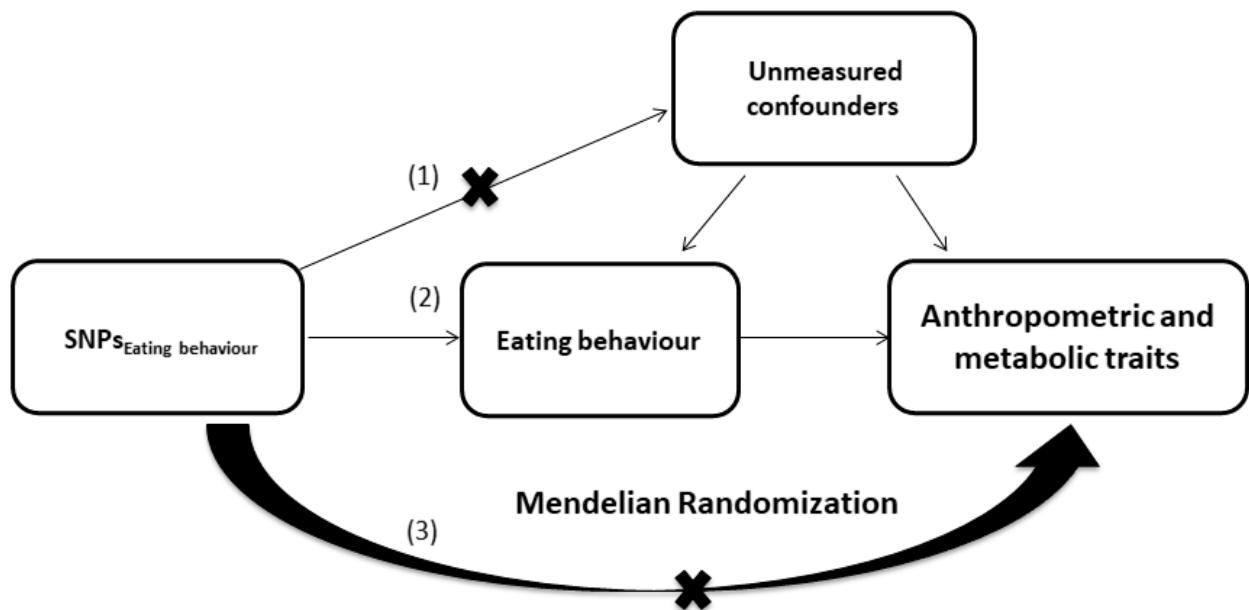 Unmeasured
confounders
(1)
SNPsEating behaviour
(2)
Eating behaviour
Anthropometric and
metabolic traits
Mendelian Randomization
(3)